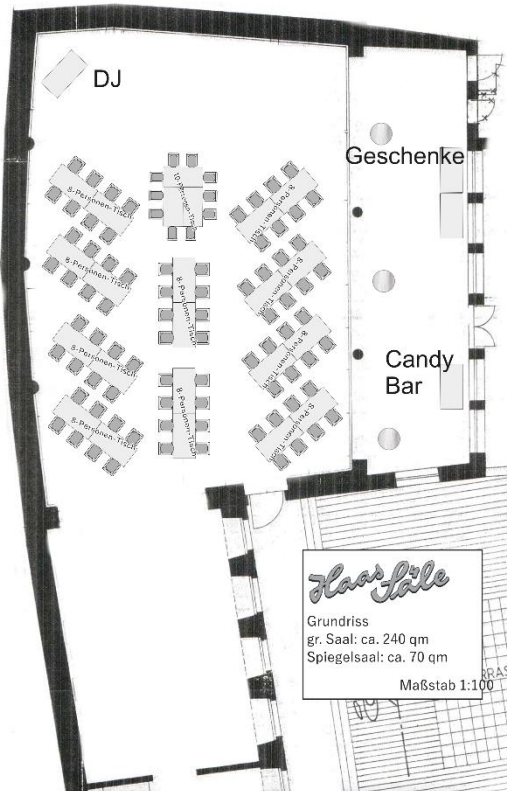 DJ
Geschenke
8-Personen-Tisch
10-Personen-Tisch
8-Personen-Tisch
8-Personen-Tisch
8-Personen-Tisch
8-Personen-Tisch
8-Personen-Tisch
8-Personen-Tisch
8-Personen-Tisch
8-Personen-Tisch
8-Personen-Tisch
Candy
Bar
Haas Säle
Grundriss
gr. Saal: ca. 240 qm
Spiegelsaal: ca. 70 qm
Maßstab 1:100